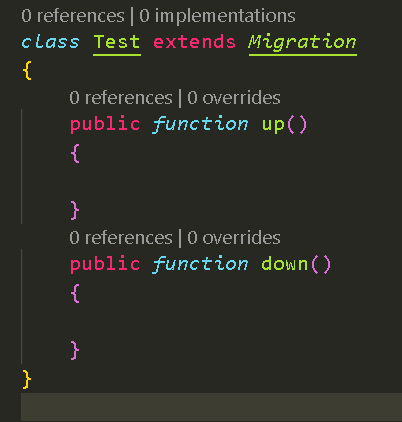 0 references | 0 implementations
class Test extends Migration
{
0 references | 0 overrides
public function up()
{
}
0 references | 0 overrides
public function down()
{
}
}